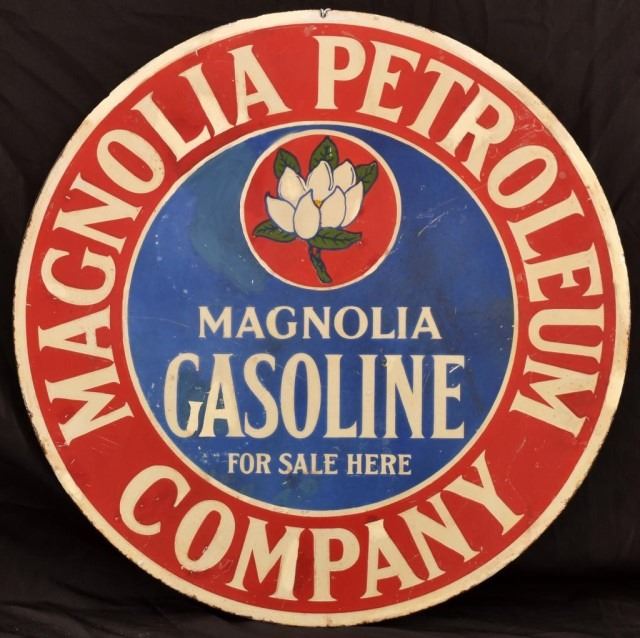 MAGNOLIA PETROLEUM
COMPANY
MAGNOLIA
GASOLINE
FOR SALE HERE